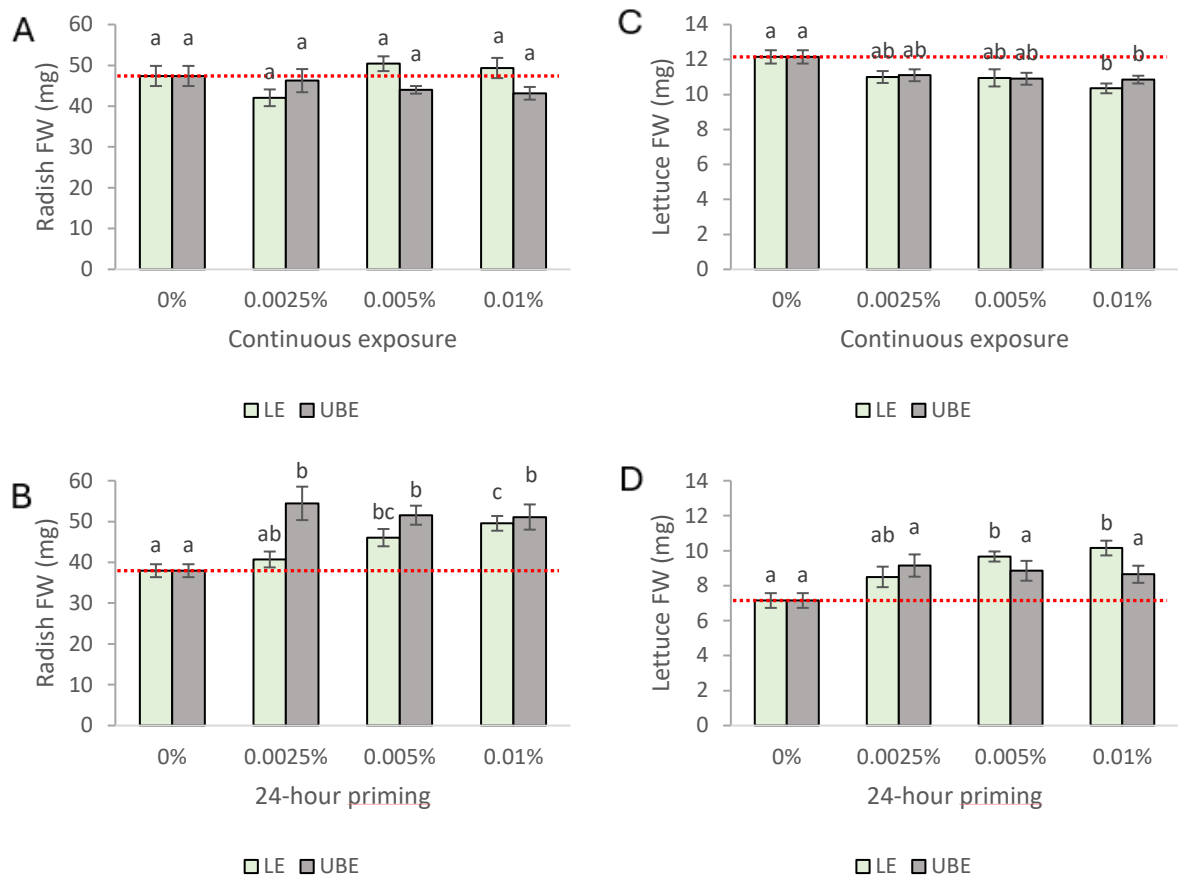 A
Radish FW (mg)
60
50
40
30
20
10
0
a a a a a a a a
0% 0.0025% 0.005% 0.01%
Continuous exposure
LE UBE
C
Lettuce FW (mg)
14
12
10
8
6
4
2
0
a a ab ab ab ab b b
0% 0.0025% 0.005% 0.01%
Continuous exposure
LE UBE
B
Radish FW (mg)
60
50
40
30
20
10
0
a a ab b bc b c b
0% 0.0025% 0.005% 0.01%
24-hour priming
LE UBE
D
Lettuce FW (mg)
14
12
10
8
6
4
2
0
a a ab a b a b a
0% 0.0025% 0.005% 0.01%
24-hour priming
LE UBE